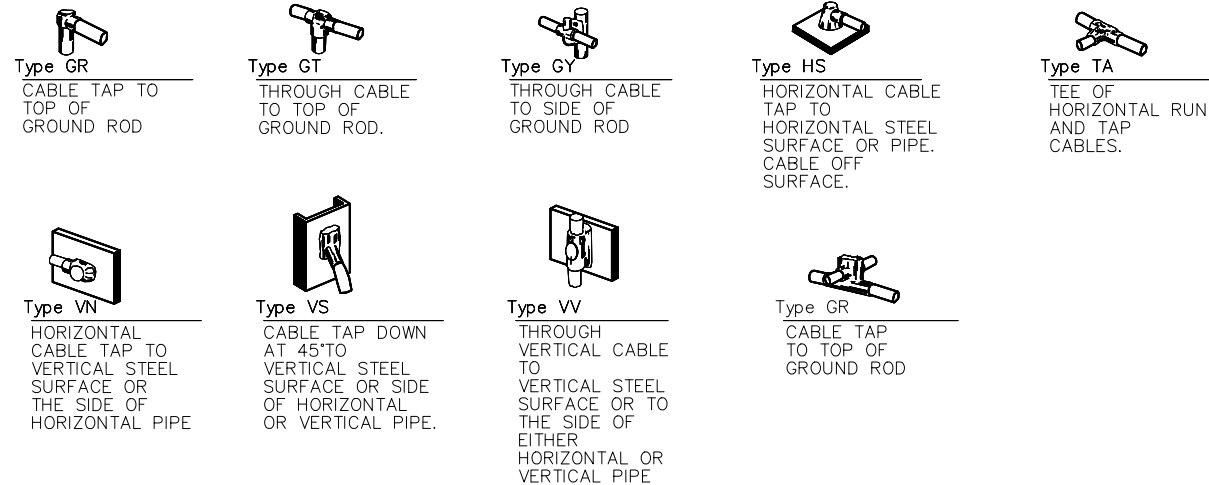 Type GR
CABLE TAP TO
TOP OF
GROUND ROD
Type GT
THROUGH CABLE
TO TOP OF
GROUND ROD.
Type GY
THROUGH CABLE
TO SIDE OF
GROUND ROD
Type HS
HORIZONTAL CABLE
TAP TO
HORIZONTAL STEEL
SURFACE OR PIPE.
CABLE OFF
SURFACE.
Type TA
TEE OF
HORIZONTAL RUN
AND TAP
CABLES.
Type VN
HORIZONTAL
CABLE TAP TO
VERTICAL STEEL
SURFACE OR
THE SIDE OF
HORIZONTAL PIPE
Type VS
CABLE TAP DOWN
AT 45°TO
VERTICAL STEEL
SURFACE OR SIDE
OF HORIZONTAL
OR VERTICAL PIPE.
Type VV
THROUGH
VERTICAL CABLE
TO
VERTICAL STEEL
SURFACE OR TO
THE SIDE OF
EITHER
HORIZONTAL OR
VERTICAL PIPE
Type GR
CABLE TAP
TO TOP OF
GROUND ROD